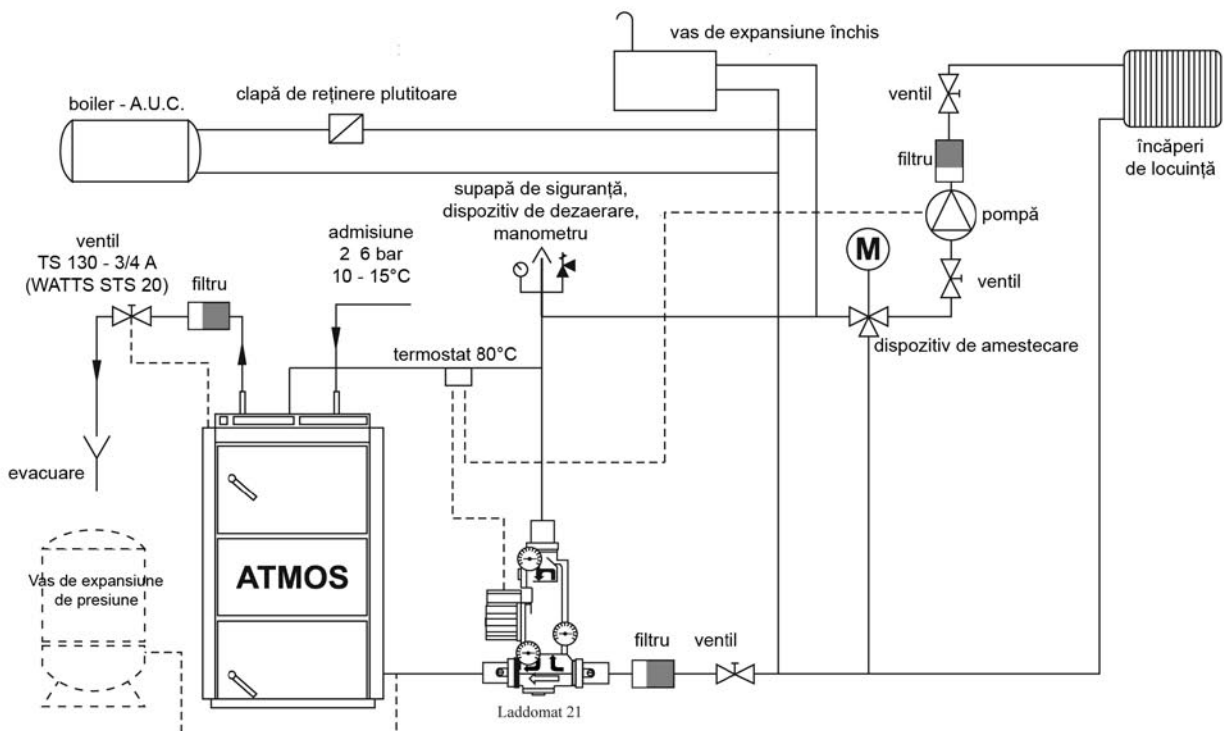 vas de expansiune închis
boiler - A.U.C.
clapă de reținere plutitoare
ventil
filtru
încăperi
de locuință
pompă
ventil
M
dispozitiv de amestecare
supapă de siguranță,
dispozitiv de dezaerare,
manometru
ventil
TS 130 - 3/4 A
(WATTS STS 20)
filtru
admisiune
2 6 bar
10 - 15°C
termostat 80°C
evacuare
Vas de expansiune
de presiune
ATMOS
filtru
ventil
Laddomat 21